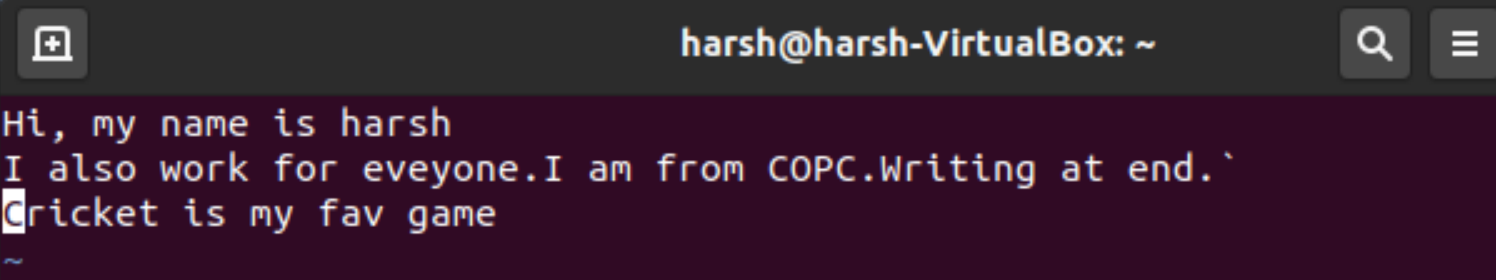 harsh@harsh-VirtualBox: ~
Hi, my name is harsh
I also work for eveyone.I am from COPC.Writing at end.`
Cricket is my fav game
~